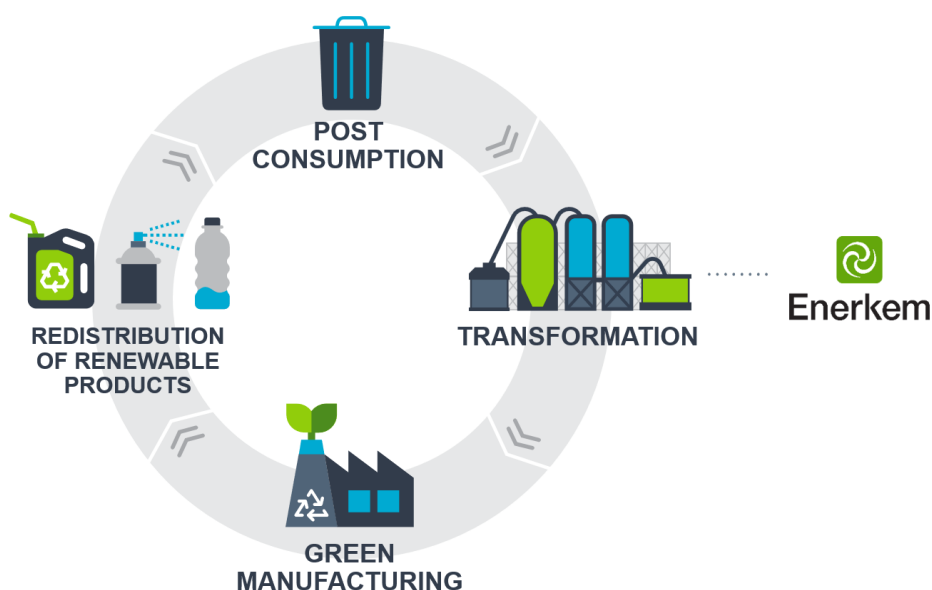 POST
CONSUMPTION
TRANSFORMATION
Enerkem
REDISTRIBUTION
OF RENEWABLE
PRODUCTS
GREEN
MANUFACTURING